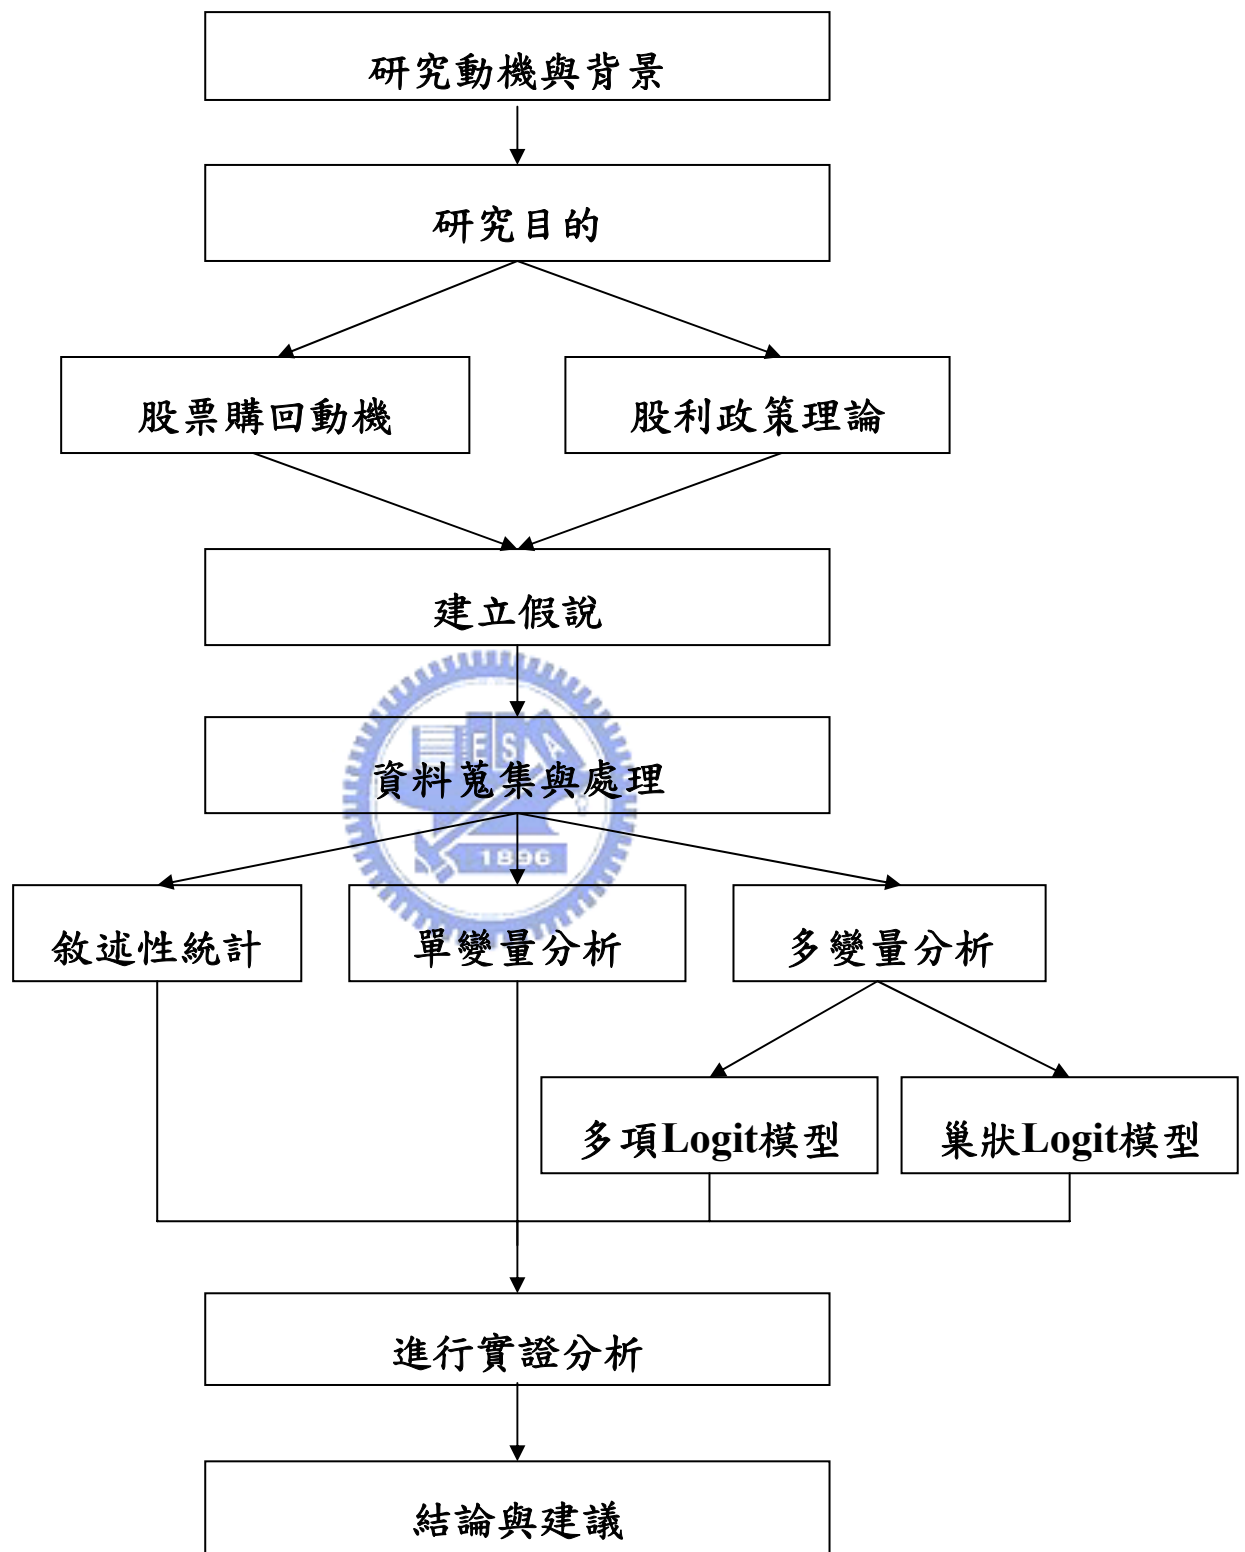 研究動機與背景
研究目的
股票購回動機
股利政策理論
建立假說
ESA
資料蒐集與處理
1896
敘述性統計
單變量分析
多變量分析
多項Logit模型
巢狀Logit模型
進行實證分析
結論與建議